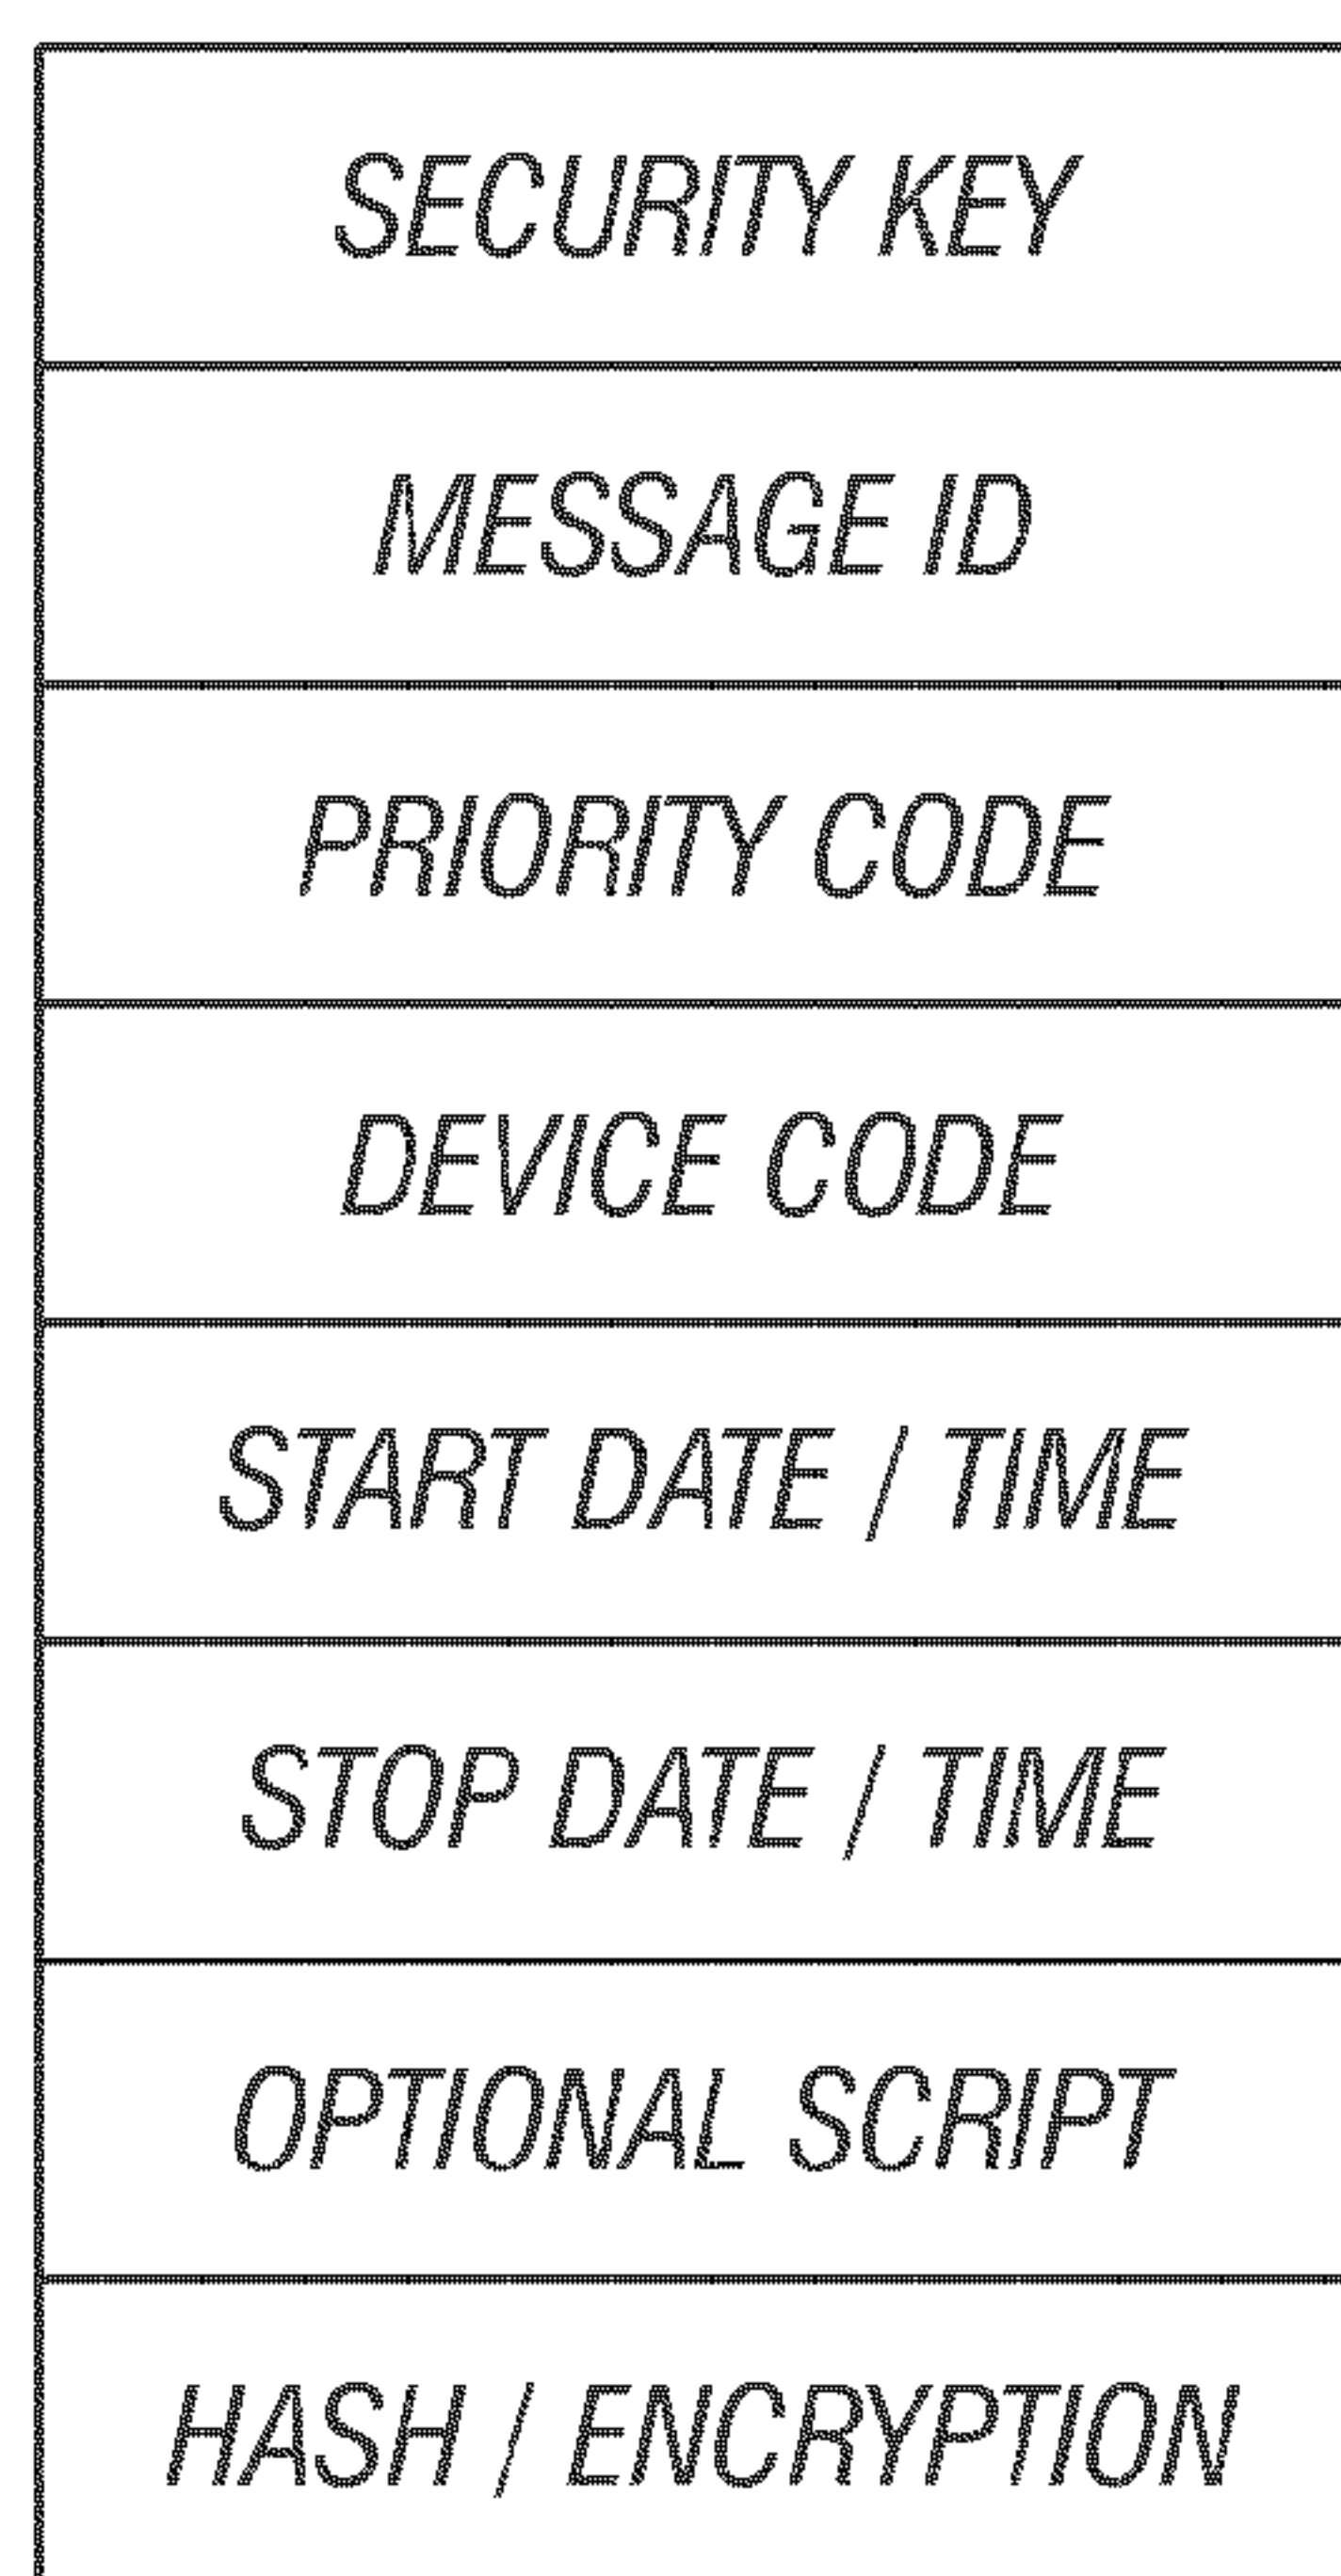 SECURITY KEY
MESSAGE ID
PRIORITY CODE
DEVICE CODE
START DATE / TIME
STOP DATE / TIME
OPTIONAL SCRIPT
HASH / ENCRYPTION